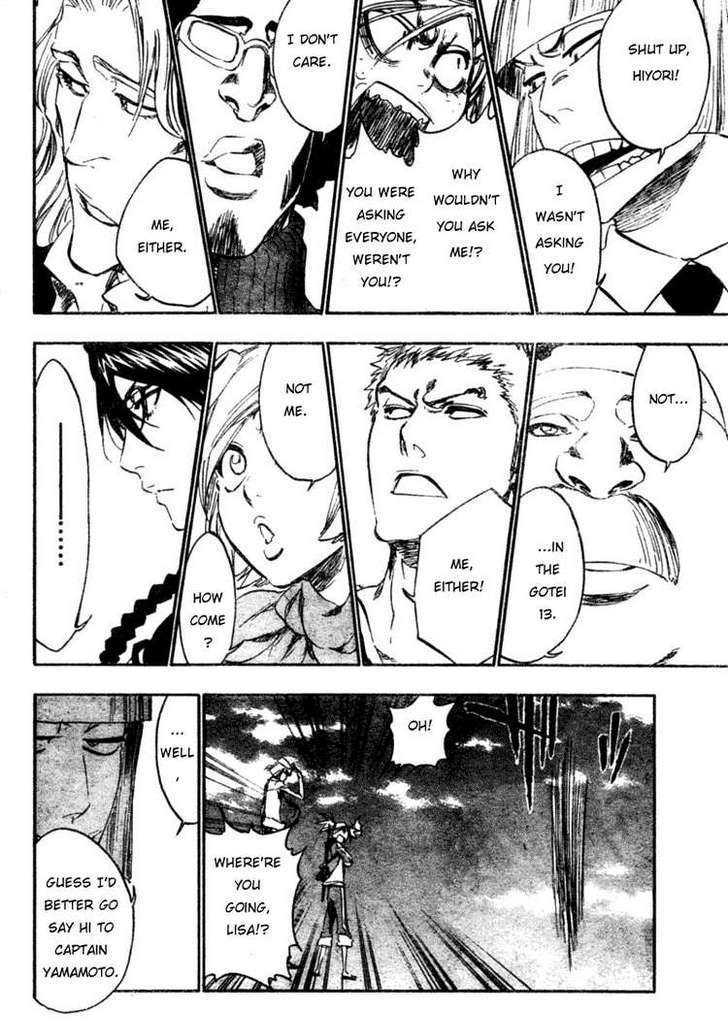 SHUT UP,
HIYORI!
I
WASN'T
ASKING
YOU!
WHY
WOULDN'T
YOU ASK
ME!?
YOU WERE
ASKING
EVERYONE,
WEREN'T
YOU!?
I DON'T
CARE.
ME,
EITHER.
NOT...
...IN
THE
GOTEI
13.
ME,
EITHER!
NOT
ME.
HOW
COME
?
OH!
WHERE'RE
YOU
GOING,
LISA!?
...
WELL
,
GUESS I'D
BETTER GO
SAY HI TO
CAPTAIN
YAMAMOTO.